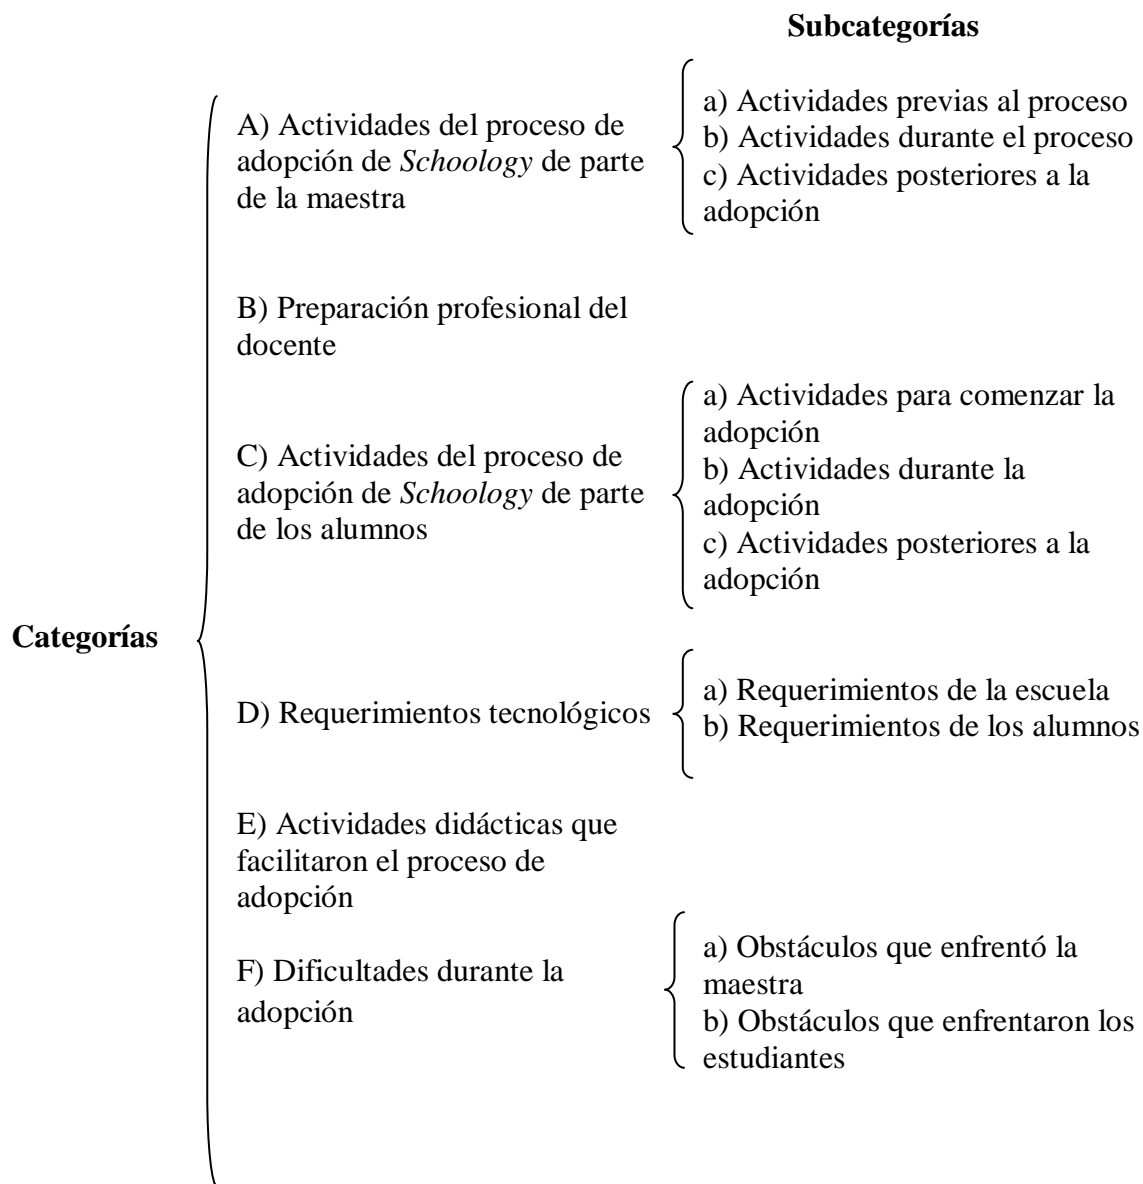 Subcategorías
A) Actividades del proceso de
adopción de Schoology de parte
de la maestra
a) Actividades previas al proceso
b) Actividades durante el proceso
c) Actividades posteriores a la
adopción
B) Preparación profesional del
docente
C) Actividades del proceso de
adopción de Schoology de parte
de los alumnos
a) Actividades para comenzar la
adopción
b) Actividades durante la
adopción
c) Actividades posteriores a la
adopción
Categorías
D) Requerimientos tecnológicos
a) Requerimientos de la escuela
b) Requerimientos de los alumnos
E) Actividades didácticas que
facilitaron el proceso de
adopción
F) Dificultades durante la
adopción
a) Obstáculos que enfrentó la
maestra
b) Obstáculos que enfrentaron los
estudiantes